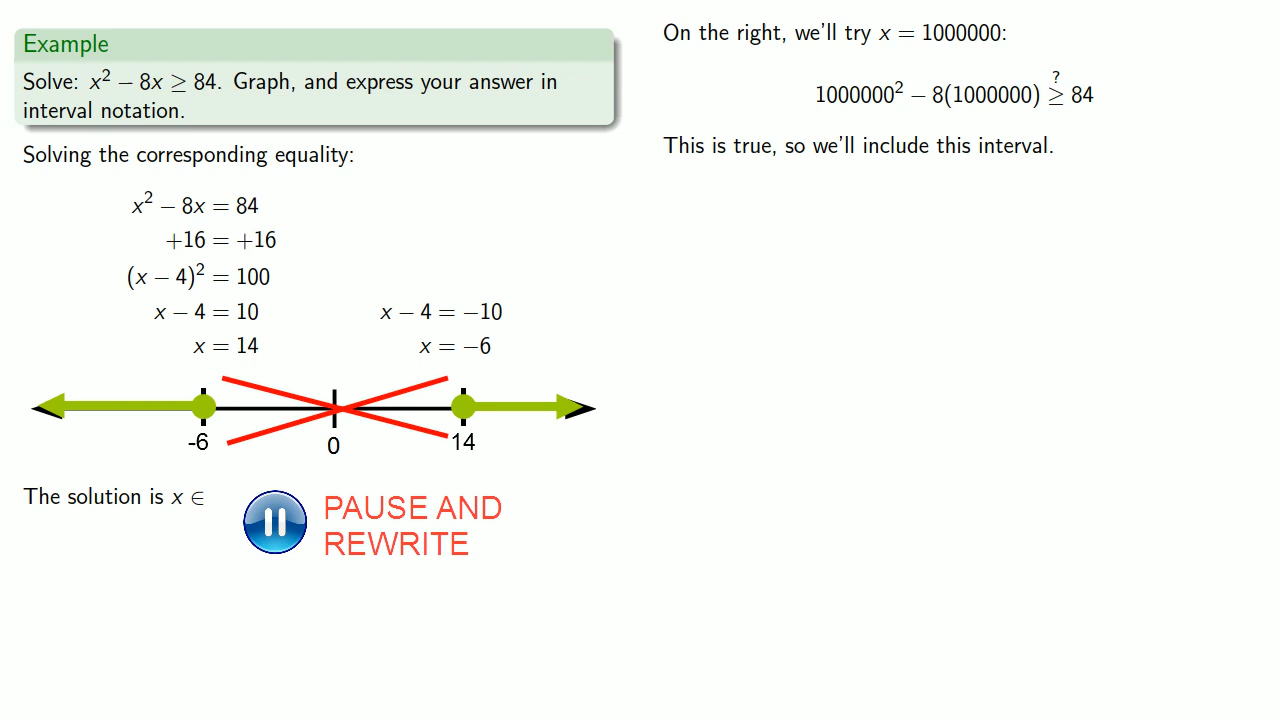 Example
Solve: x² − 8x ≥ 84. Graph, and express your answer in
interval notation.
Solving the corresponding equality:
x² − 8x = 84
+16 = +16
(x − 4)² = 100
x − 4 = 10 x − 4 = −10
x = 14 x = −6
-6 0 14
The solution is x ∈
PAUSE AND
REWRITE
On the right, we'll try x = 1000000:
1000000² − 8(1000000) ≥? 84
This is true, so we'll include this interval.